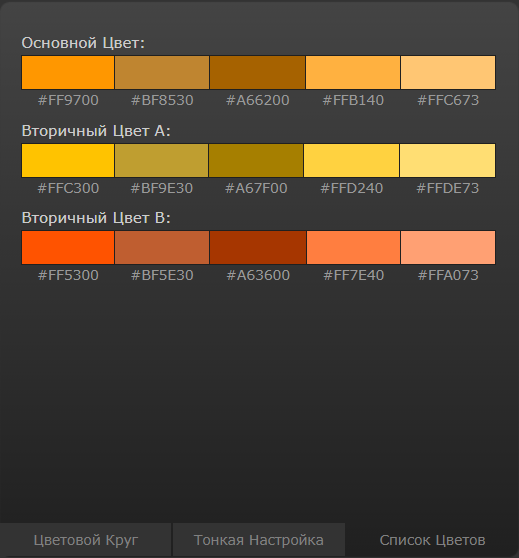 Основной Цвет:
#FF9700 #BF8530 #A66200 #FFB140 #FFC673
Вторичный Цвет A:
#FFC300 #BF9E30 #A67F00 #FFD240 #FFDE73
Вторичный Цвет B:
#FF5300 #BF5E30 #A63600 #FF7E40 #FFA073
Цветовой Круг Тонкая Настройка Список Цветов